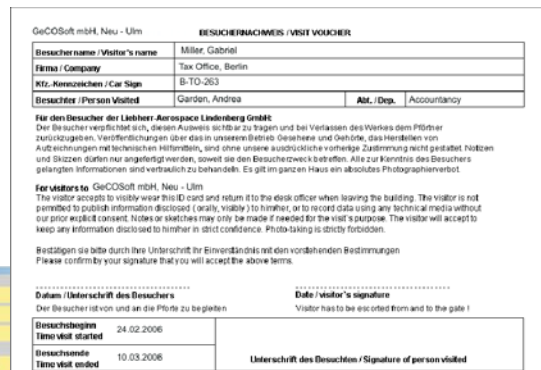 GeCOSoft mbH, Neu - Ulm BESUCHERNACHWEIS / VISIT VOUCHER
Besuchername / Visitor's name Miller, Gabriel
Firma / Company Tax Office, Berlin
Kfz.-Kennzeichen / Car Sign B-TO-263
Besuchter / Person Visited Garden, Andrea Abt. / Dep. Accountancy
Für den Besucher der Liebherr-Aerospace Lindenberg GmbH:
Der Besucher verpflichtet sich, diesen Ausweis sichtbar zu tragen und bei Verlassen des Werkes dem Pförtner
zurückzugeben. Veröffentlichungen über das in unserem Betrieb Gesehene und Gehörte, das Herstellen von
Aufzeichnungen mit technischen Hilfsmitteln, sind ohne unsere ausdrückliche vorherige Zustimmung nicht gestattet. Notizen
und Skizzen dürfen nur angefertigt werden, soweit sie den Besucherzweck betreffen. Alle zur Kenntnis des Besuchers
gelangten Informationen sind vertraulich zu behandeln. Es gilt im ganzen Haus ein absolutes Photographierverbot.
For visitors to GeCOSoft mbH, Neu - Ulm
The visitor accepts to visibly wear this ID card and return it to the desk officer when leaving the building. The visitor is not
permitted to publish information disclosed ( orally, visibly ) to him/her, or to record data using any technical media without
our prior explicit consent. Notes or sketches may only be made if needed for the visit's purpose. The visitor will accept to
keep any information disclosed to him/her in strict confidence. Photo-taking is strictly forbidden.
Bestätigen sie bitte durch Ihre Unterschrift Ihr Einverständnis mit den vorstehenden Bestimmungen
Please confirm by your signature that you will accept the above terms.
Datum / Unterschrift des Besuchers Date / visitor's signature
Der Besucher ist von und an die Pforte zu begleiten Visitor has to be escorted from and to the gate !
Besuchsbeginn
Time visit started 24.02.2006
Besuchsende
Time visit ended 10.03.2006 Unterschrift des Besuchten / Signature of person visited